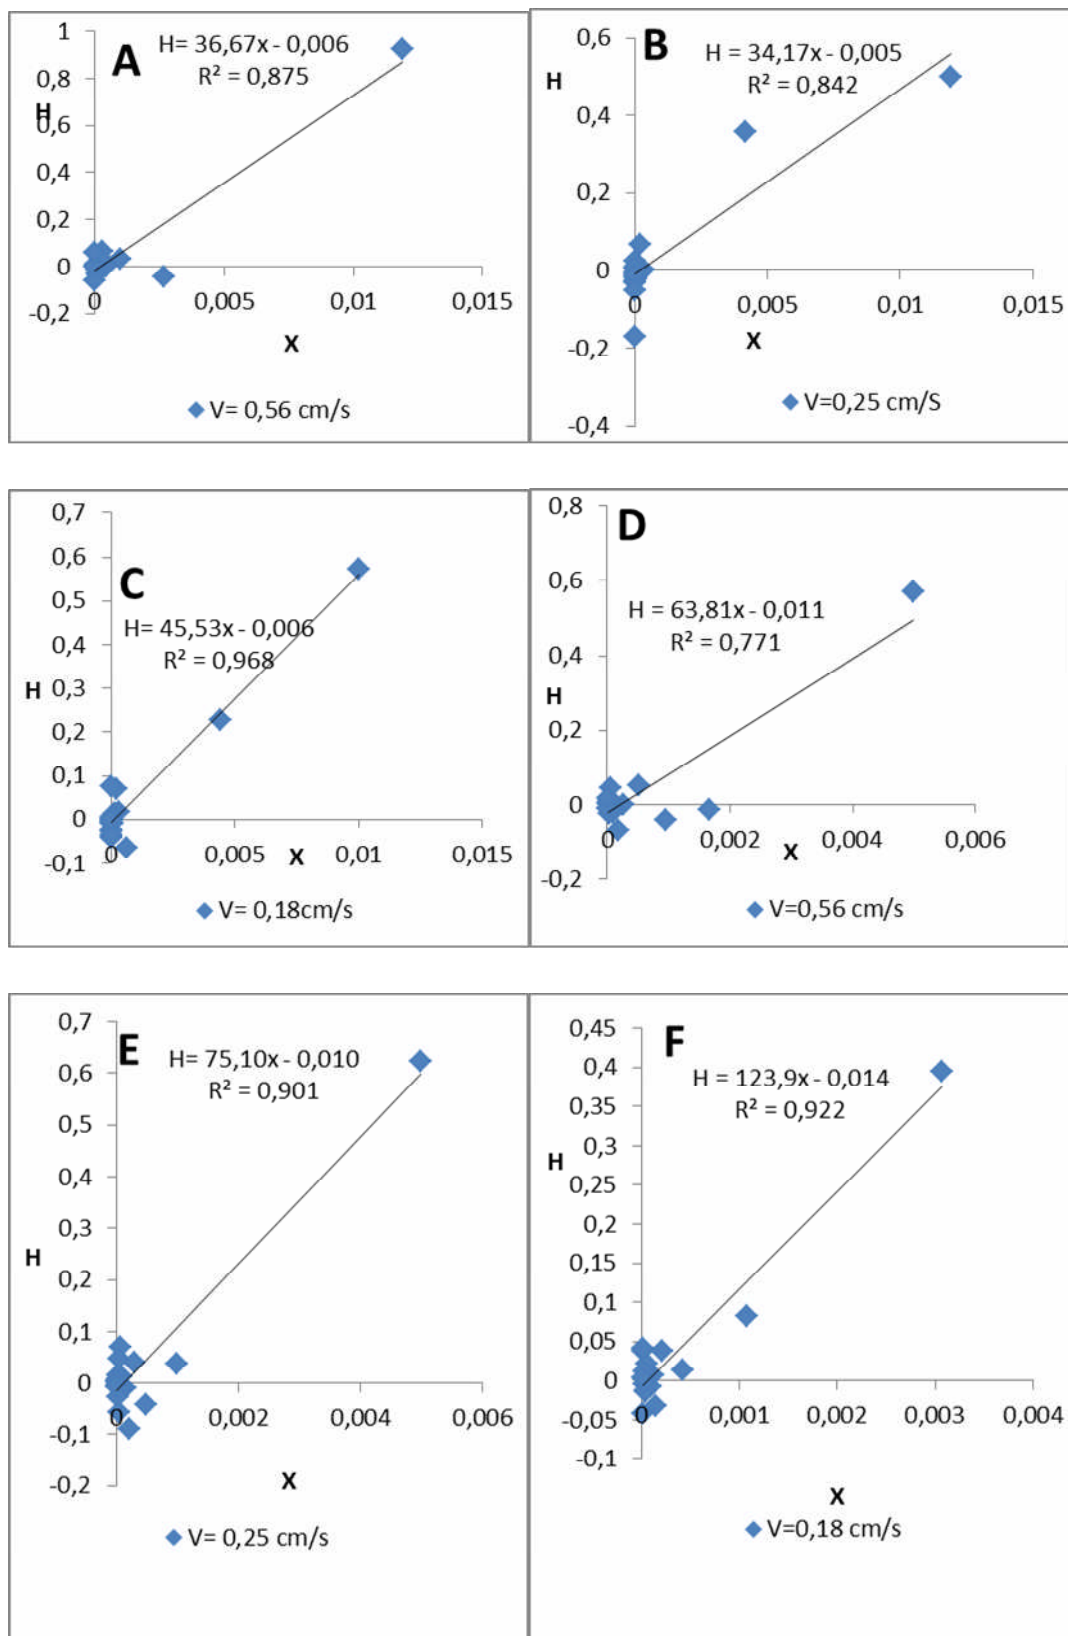 A
H= 36,67x - 0,006
R² = 0,875
1
0,8
0,6
0,4
0,2
0
-0,2
H
0
0,005
0,01
0,015
X
V= 0,56 cm/s
B
H = 34,17x - 0,005
R² = 0,842
0,6
0,4
0,2
0
-0,2
-0,4
H
0
0,005
0,01
0,015
X
V=0,25 cm/S
C
H= 45,53x - 0,006
R² = 0,968
0,7
0,6
0,5
0,4
0,3
0,2
0,1
0
-0,1
H
0
0,005
0,01
0,015
X
V= 0,18cm/s
D
H = 63,81x - 0,011
R² = 0,771
0,8
0,6
0,4
0,2
0
-0,2
H
0
0,002
0,004
0,006
X
V=0,56 cm/s
E
H= 75,10x - 0,010
R² = 0,901
0,7
0,6
0,5
0,4
0,3
0,2
0,1
0
-0,1
-0,2
H
0
0,002
0,004
0,006
X
V= 0,25 cm/s
F
H = 123,9x - 0,014
R² = 0,922
0,45
0,4
0,35
0,3
0,25
0,2
0,15
0,1
0,05
0
-0,05
-0,1
H
0
0,001
0,002
0,003
0,004
X
V=0,18 cm/s